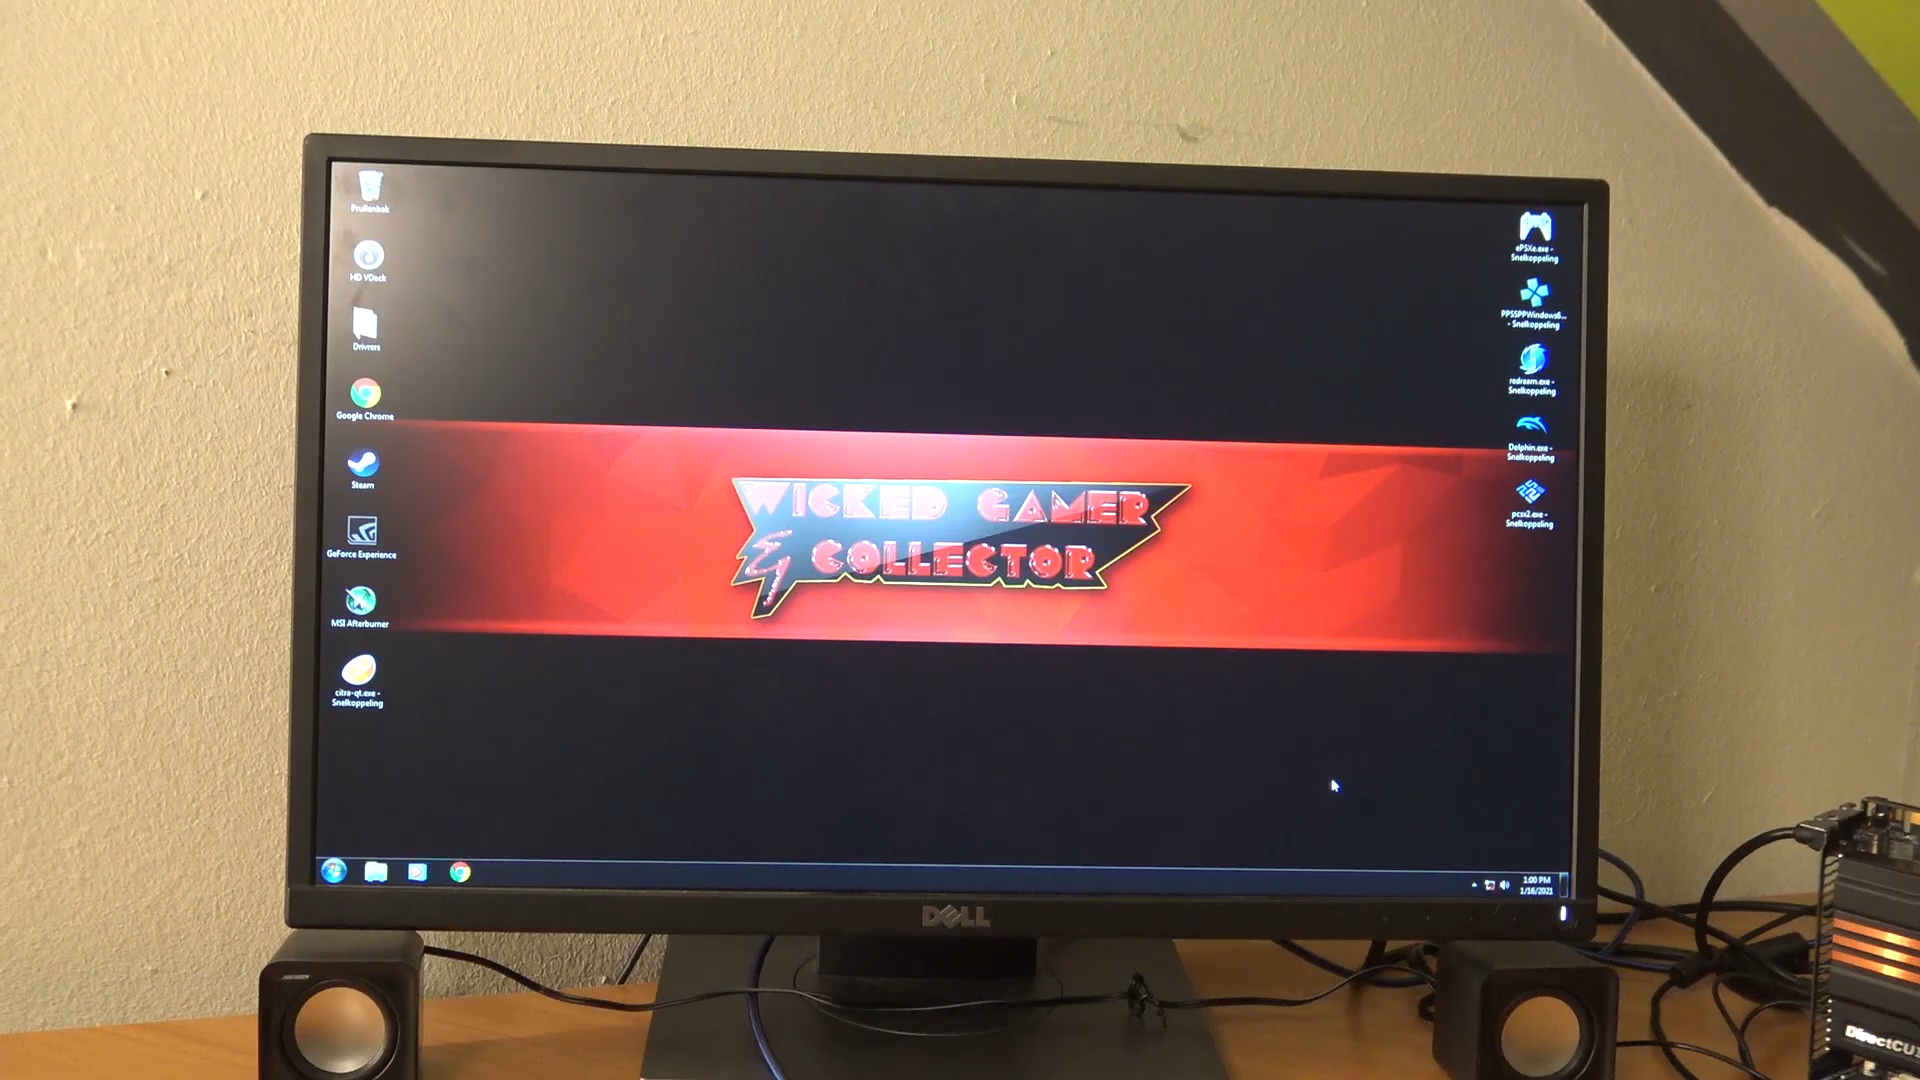 Prullenbak
HD VDeck
Drivrers
Google Chrome
Steam
GeForce Experience
MSI Afterburner
citra-qt.exe -
Snelkoppeling
WICKED GAMER
& COLLECTOR
ePSXe.exe -
Snelkoppeling
PPSSPPWindows6...
- Snelkoppeling
redream.exe -
Snelkoppeling
Dolphin.exe -
Snelkoppeling
pcsx2.exe -
Snelkoppeling
1:00 PM
1/16/2021
DELL
DirectCU